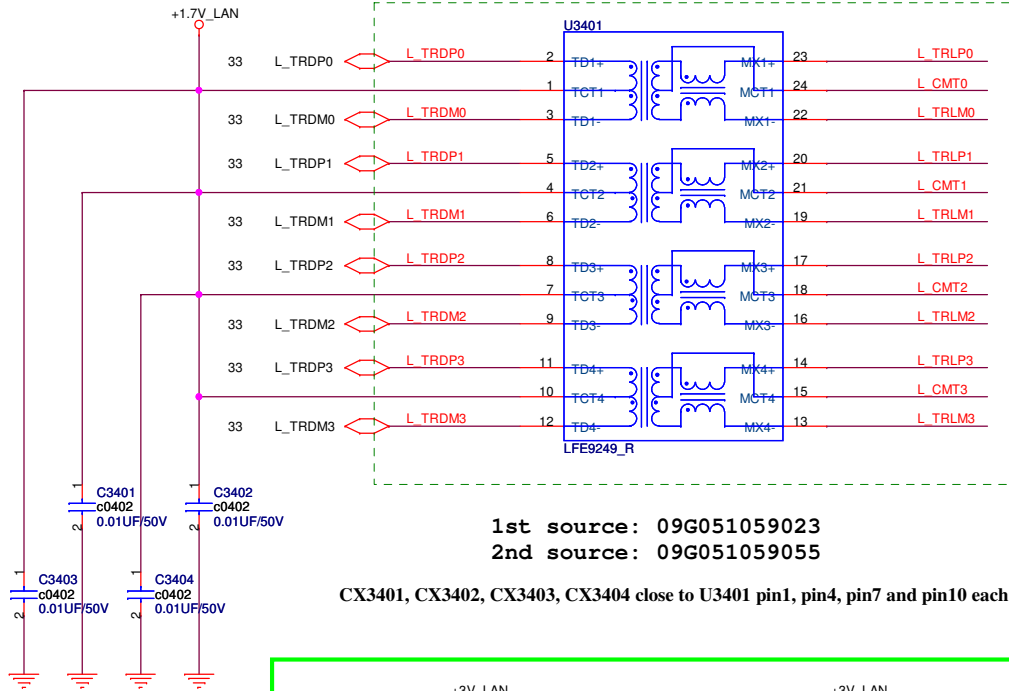 +1.7V_LAN
U3401
33 L_TRDP0 L_TRDP0 2 TD1+ MX1+ 23 L_TRLP0
1 TCT1 MCT1 24 L_CMT0
33 L_TRDM0 L_TRDM0 3 TD1- MX1- 22 L_TRLM0
33 L_TRDP1 L_TRDP1 5 TD2+ MX2+ 20 L_TRLP1
4 TCT2 MCT2 21 L_CMT1
33 L_TRDM1 L_TRDM1 6 TD2- MX2- 19 L_TRLM1
33 L_TRDP2 L_TRDP2 8 TD3+ MX3+ 17 L_TRLP2
7 TCT3 MCT3 18 L_CMT2
33 L_TRDM2 L_TRDM2 9 TD3- MX3- 16 L_TRLM2
33 L_TRDP3 L_TRDP3 11 TD4+ MX4+ 14 L_TRLP3
10 TCT4 MCT4 15 L_CMT3
33 L_TRDM3 L_TRDM3 12 TD4- MX4- 13 L_TRLM3
LFE9249_R
1 C3401 1 C3402
c0402 c0402
2 0.01UF/50V 2 0.01UF/50V
1st source: 09G051059023
2nd source: 09G051059055
1 C3403 1 C3404
c0402 c0402
2 0.01UF/50V 2 0.01UF/50V
CX3401, CX3402, CX3403, CX3404 close to U3401 pin1, pin4, pin7 and pin10 each
+3V_LAN +3V_LAN